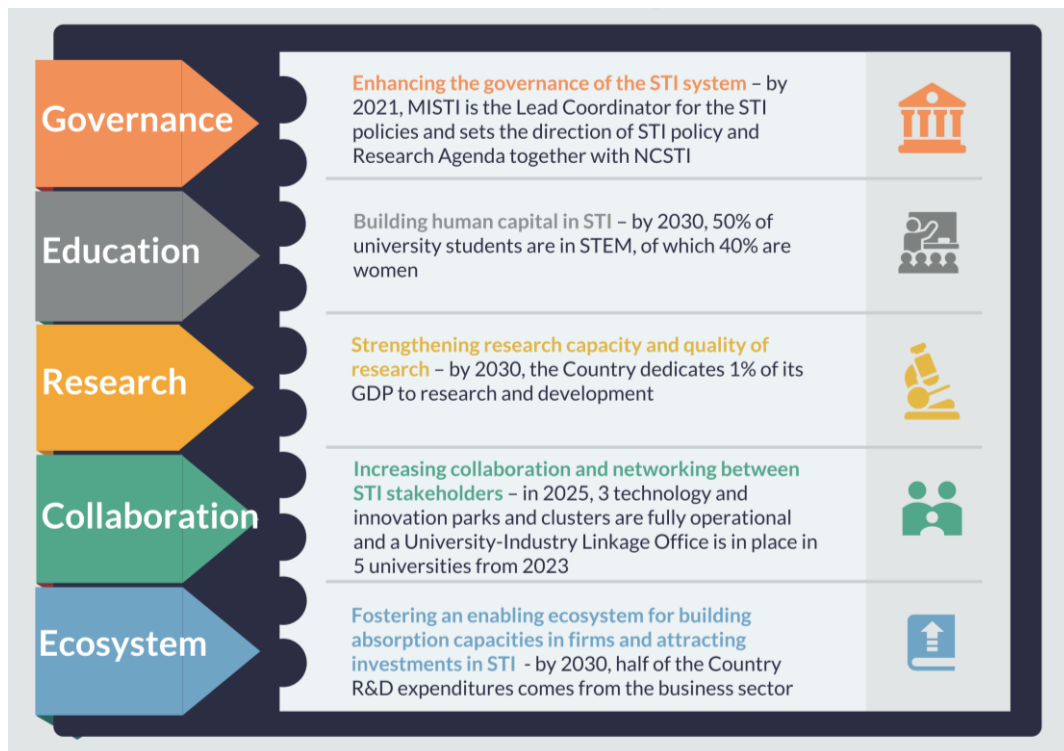 Governance
Enhancing the governance of the STI system – by
2021, MISTI is the Lead Coordinator for the STI
policies and sets the direction of STI policy and
Research Agenda together with NCSTI
Education
Building human capital in STI – by 2030, 50% of
university students are in STEM, of which 40% are
women
Research
Strengthening research capacity and quality of
research – by 2030, the Country dedicates 1% of its
GDP to research and development
Collaboration
Increasing collaboration and networking between
STI stakeholders – in 2025, 3 technology and
innovation parks and clusters are fully operational
and a University-Industry Linkage Office is in place in
5 universities from 2023
Ecosystem
Fostering an enabling ecosystem for building
absorption capacities in firms and attracting
investments in STI - by 2030, half of the Country
R&D expenditures comes from the business sector